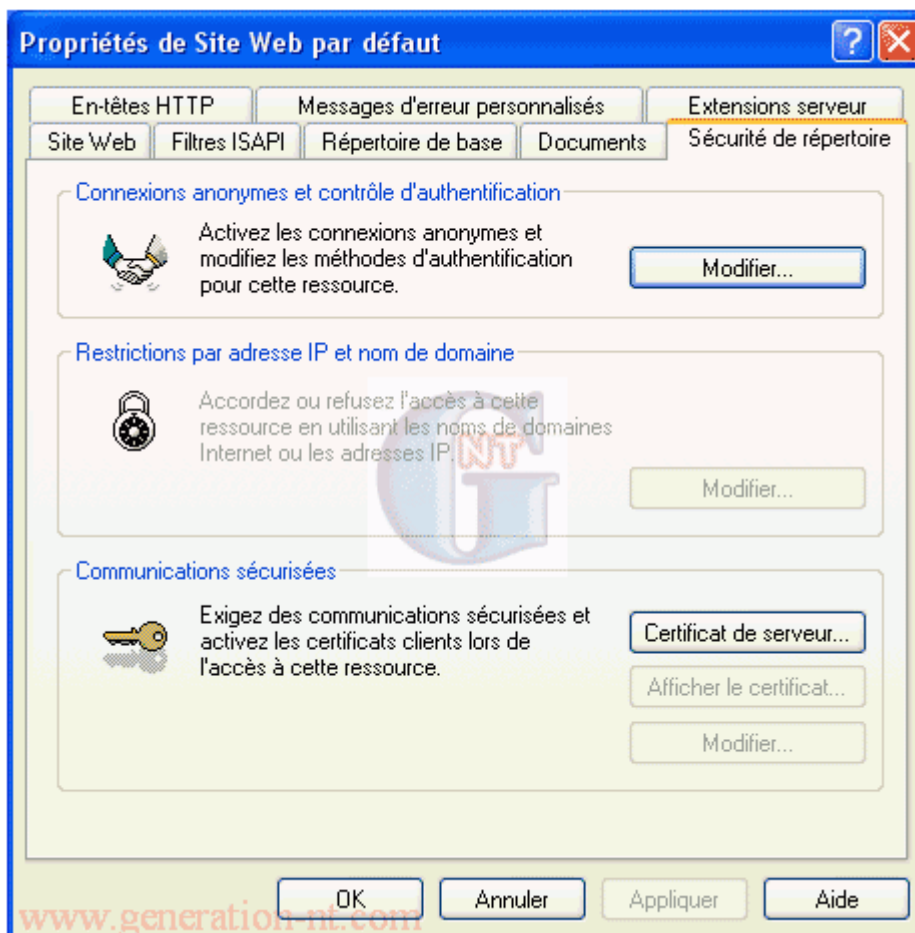 Propriétés de Site Web par défaut
En-têtes HTTP
Messages d'erreur personnalisés
Extensions serveur
Site Web
Filtres ISAPI
Répertoire de base
Documents
Sécurité de répertoire
Connexions anonymes et contrôle d'authentification
Activez les connexions anonymes et
modifiez les méthodes d'authentification
pour cette ressource.
Modifier...
Restrictions par adresse IP et nom de domaine
Accordez ou refusez l'accès à cette
ressource en utilisant les noms de domaines
Internet ou les adresses IP.
GNT
Modifier...
Communications sécurisées
Exigez des communications sécurisées et
activez les certificats clients lors de
l'accès à cette ressource.
Certificat de serveur...
Afficher le certificat...
Modifier...
OK
Annuler
Appliquer
Aide
www.generation-nt.com